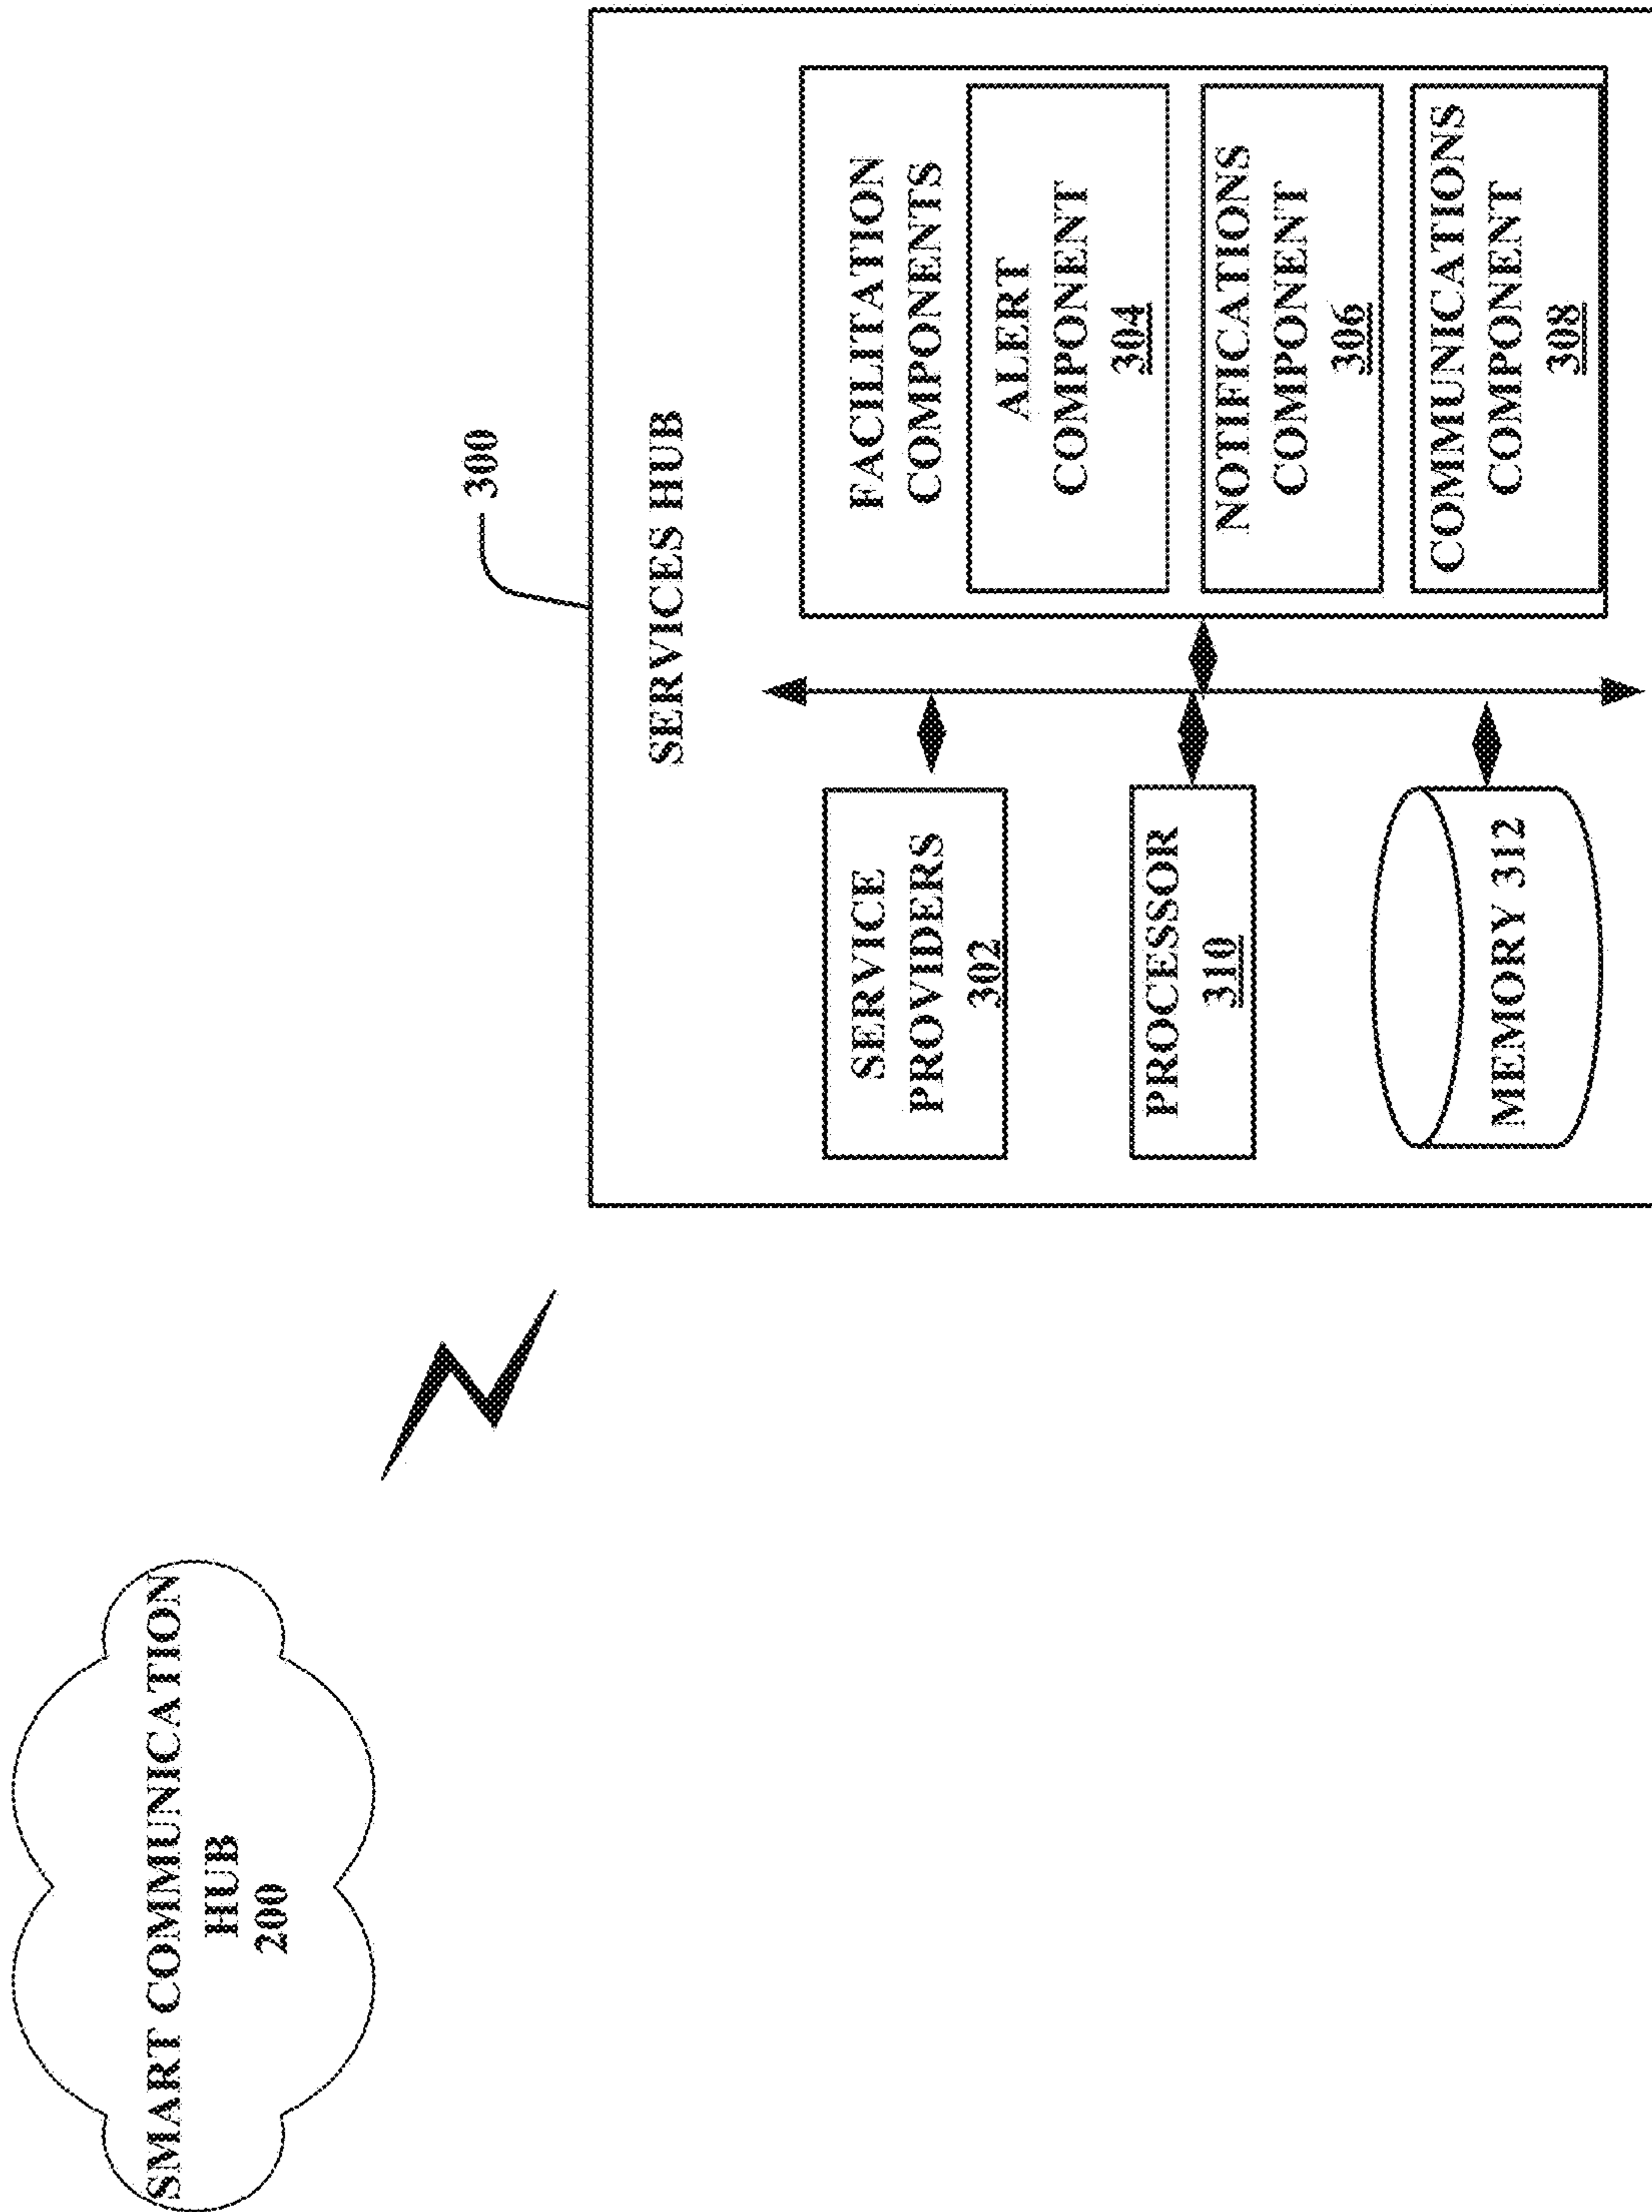 SMART COMMUNICATION
HUB
200
300
SERVICES HUB
SERVICE
PROVIDERS
302
PROCESSOR
310
MEMORY 312
FACILITATION
COMPONENTS
ALERT
COMPONENT
304
NOTIFICATIONS
COMPONENT
306
COMMUNICATIONS
COMPONENT
308